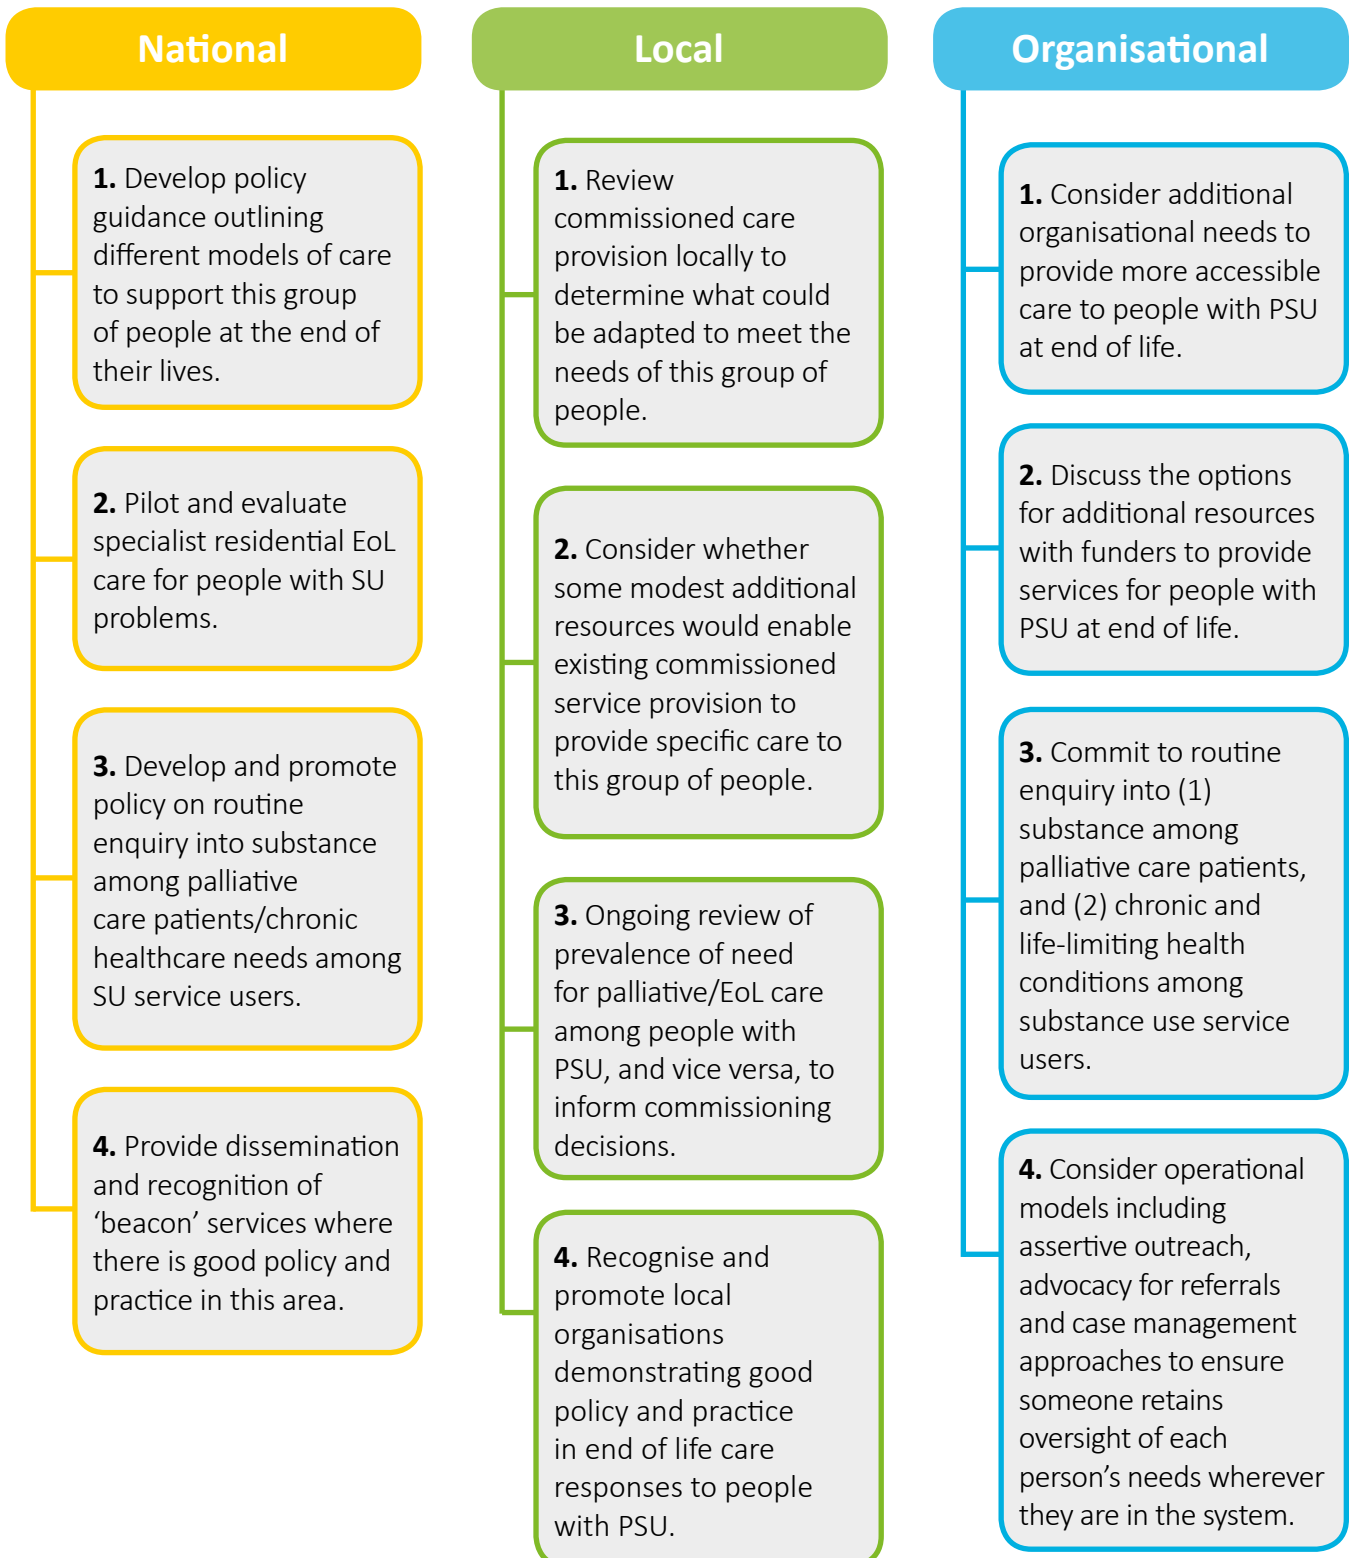 National
1. Develop policy
guidance outlining
different models of care
to support this group
of people at the end of
their lives.
2. Pilot and evaluate
specialist residential EoL
care for people with SU
problems.
3. Develop and promote
policy on routine
enquiry into substance
among palliative
care patients/chronic
healthcare needs among
SU service users.
4. Provide dissemination
and recognition of
‘beacon’ services where
there is good policy and
practice in this area.
Local
1. Review
commissioned care
provision locally to
determine what could
be adapted to meet the
needs of this group of
people.
2. Consider whether
some modest additional
resources would enable
existing commissioned
service provision to
provide specific care to
this group of people.
3. Ongoing review of
prevalence of need
for palliative/EoL care
among people with
PSU, and vice versa, to
inform commissioning
decisions.
4. Recognise and
promote local
organisations
demonstrating good
policy and practice
in end of life care
responses to people
with PSU.
Organisational
1. Consider additional
organisational needs to
provide more accessible
care to people with PSU
at end of life.
2. Discuss the options
for additional resources
with funders to provide
services for people with
PSU at end of life.
3. Commit to routine
enquiry into (1)
substance among
palliative care patients,
and (2) chronic and
life-limiting health
conditions among
substance use service
users.
4. Consider operational
models including
assertive outreach,
advocacy for referrals
and case management
approaches to ensure
someone retains
oversight of each
person’s needs wherever
they are in the system.